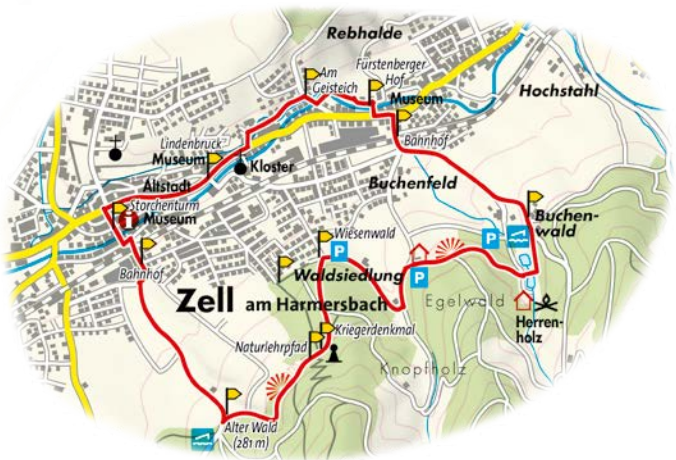 Rebhalde
Am
Geisteich
Fürstenberger
Hof
Museum
Hochstahl
Lindenbruck
Museum
Kloster
Bahnhof
Altstadt
Buchenfeld
Storchenturm
Museum
Buchen-
wald
Wiesenwald
P
P
Bahnhof
Waldsiedlung
P
Zell am Harmersbach
Egelwald
Herren-
holz
Kriegerdenkmal
Naturlehrpfad
Knopfholz
Alter Wald
(281 m)